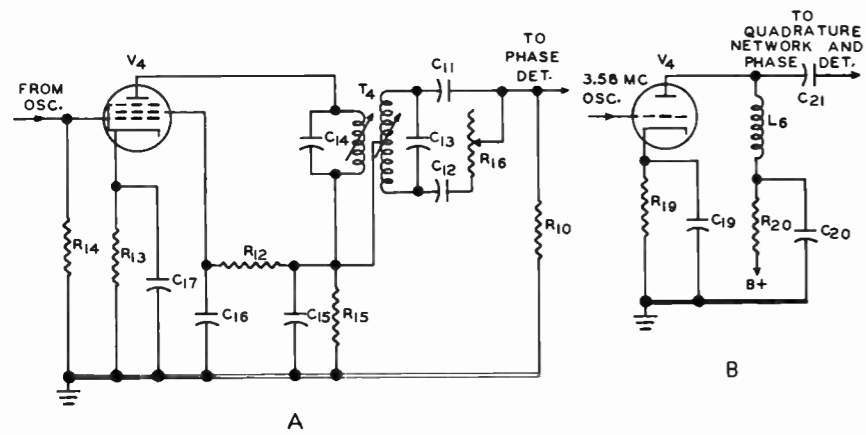 FROM
OSC.
V4
R14
R13
C17
C16
R12
C15
R15
C14
T4
C13
C11
C12
R16
TO
PHASE
DET.
R10
A
3.58 MC
OSC.
V4
TO
QUADRATURE
NETWORK AND
PHASE DET.
C21
L6
R19
C19
R20
C20
B+
B